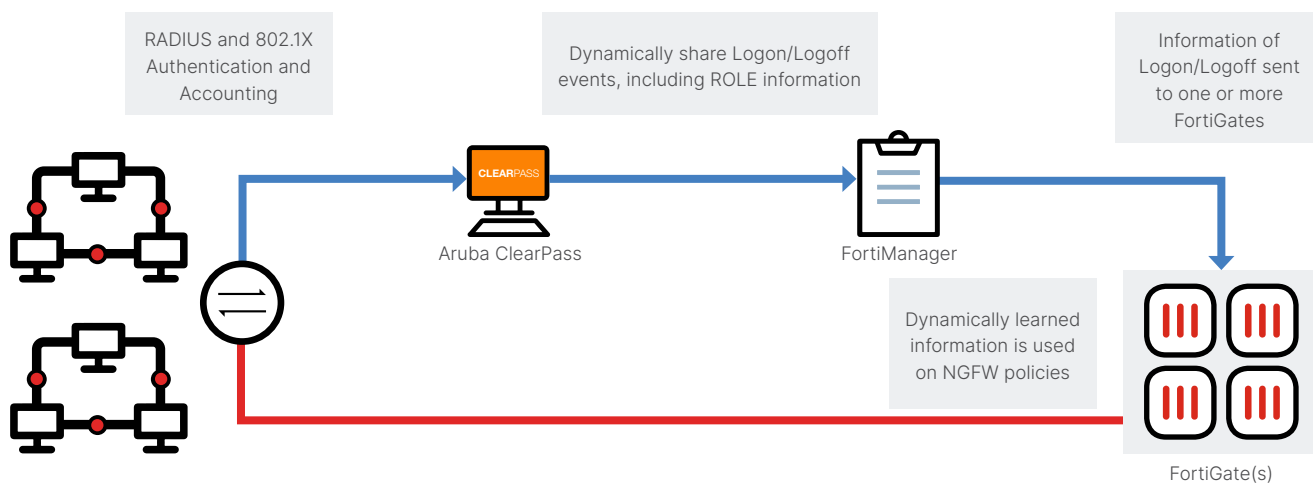 RADIUS and 802.1X
Authentication and
Accounting
Dynamically share Logon/Logoff
events, including ROLE information
Information of
Logon/Logoff sent
to one or more
FortiGates
CLEARPASS
Aruba ClearPass
FortiManager
Dynamically learned
information is used
on NGFW policies
FortiGate(s)